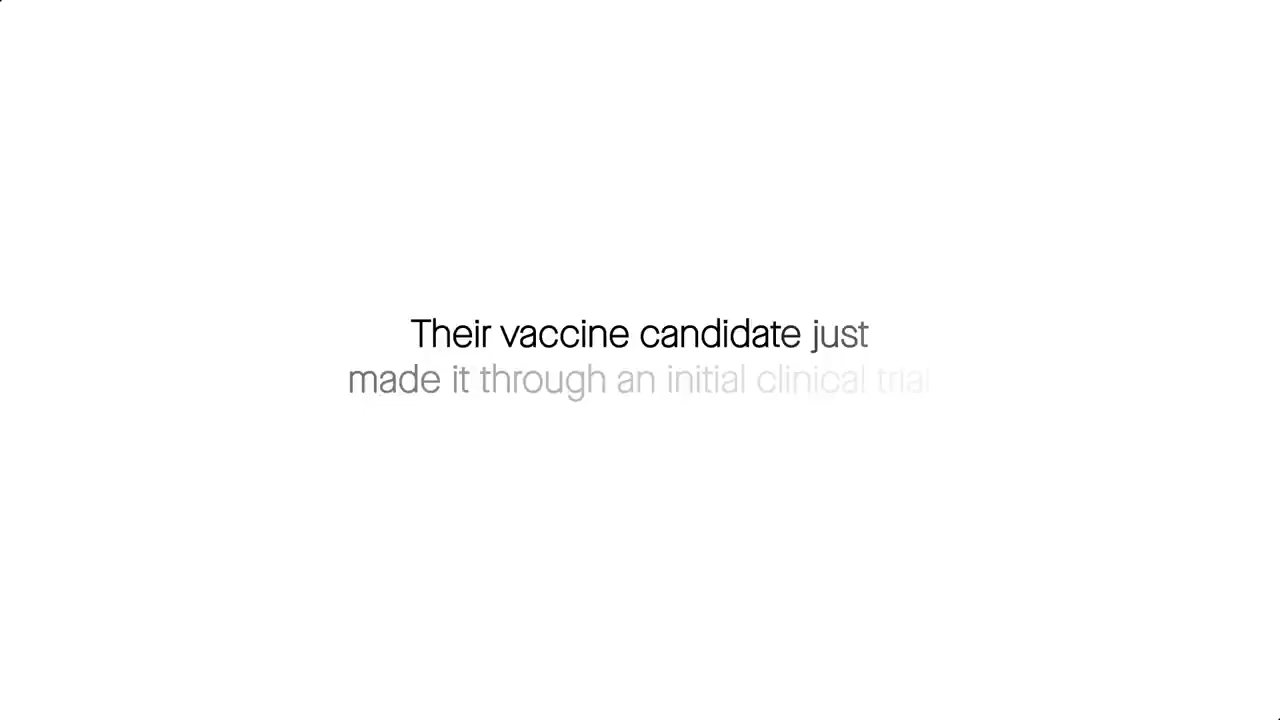 Their vaccine candidate just
made it through an initial clinical trial